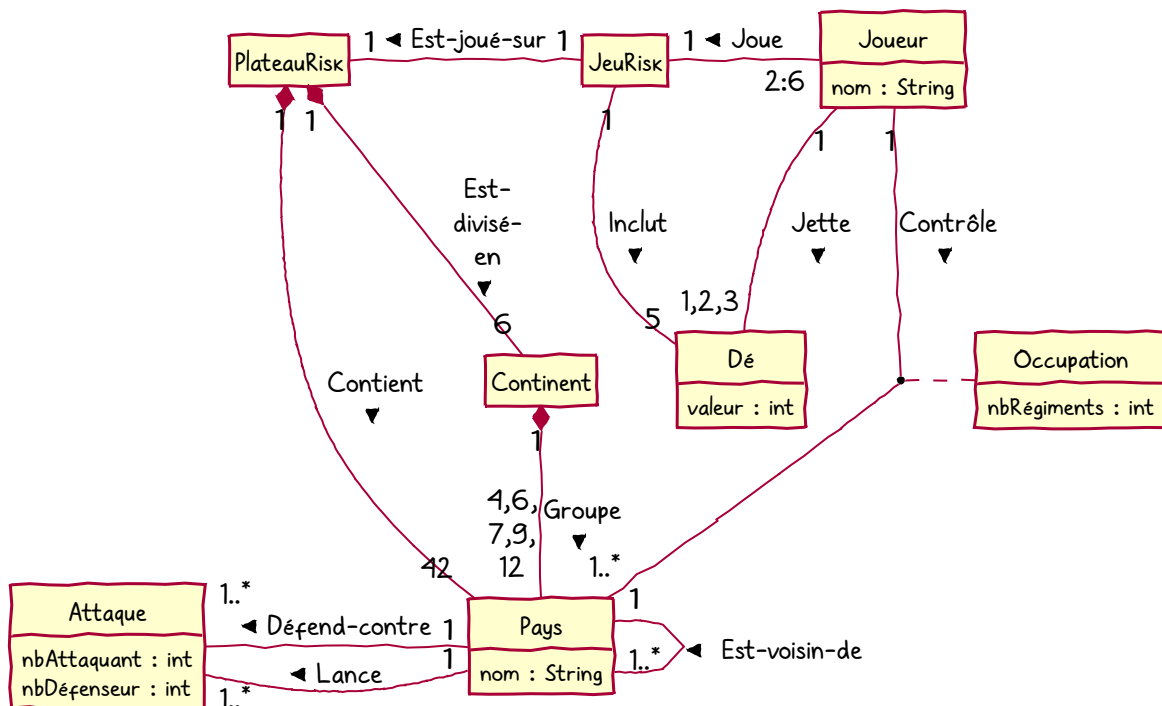 PlateauRisk
1 ◄ Est-joué-sur 1
JeuRisk
1 ◄ Joue
2:6
Joueur
nom : String
1
1
1
1
1
Est-
divisé-
en
▼
Inclut
▼
Jette
▼
Contrôle
▼
1,2,3
6
5
Dé
valeur : int
Occupation
nbRégiments : int
Contient
▼
Continent
1
4,6,
7,9,
12
Groupe
▼
1..*
42
Attaque
nbAttaquant : int
nbDéfenseur : int
1..*
◄ Défend-contre 1
◄ Lance
1
1..*
Pays
nom : String
1
1..*
◄ Est-voisin-de